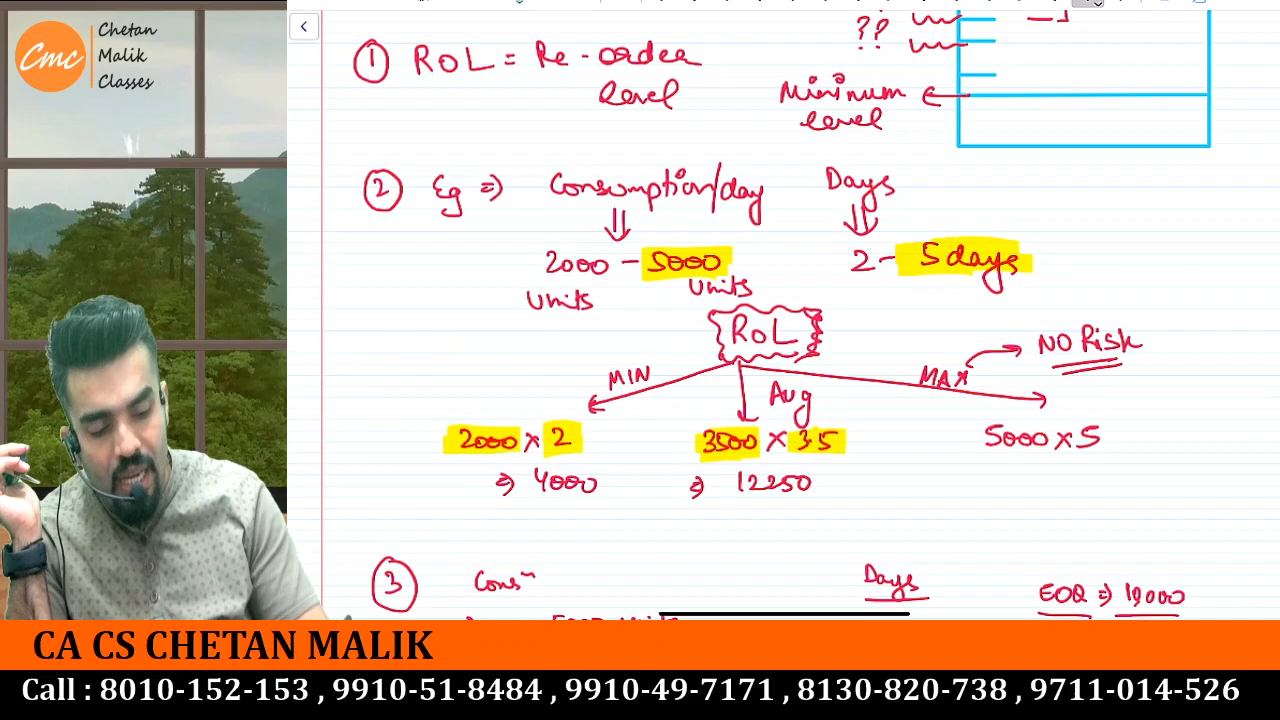 Chetan
Malik
Classes
cmc
① ROL = Re-order
level
??
Minimum
level
② Eg ⇒ Consumption/day Days
2000 - 5000 2 - 5 days
Units Units
ROL
MIN Avg MAX NO Risk
2000 × 2 3500 × 3.5 5000 × 5
⇒ 4000 ⇒ 12250
③ Consⁿ Days EOQ ⇒
CA CS CHETAN MALIK
Call : 8010-152-153 , 9910-51-8484 , 9910-49-7171 , 8130-820-738 , 9711-014-526